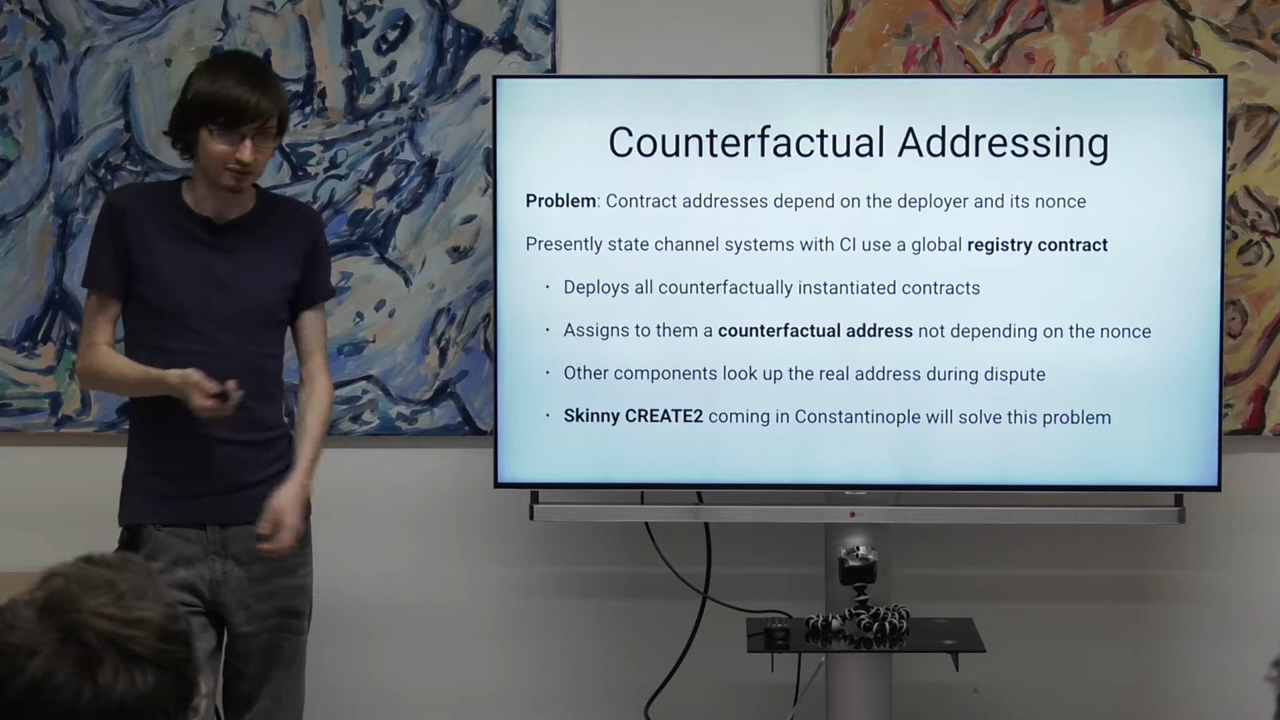 Counterfactual Addressing
Problem: Contract addresses depend on the deployer and its nonce
Presently state channel systems with CI use a global registry contract
· Deploys all counterfactually instantiated contracts
· Assigns to them a counterfactual address not depending on the nonce
· Other components look up the real address during dispute
· Skinny CREATE2 coming in Constantinople will solve this problem